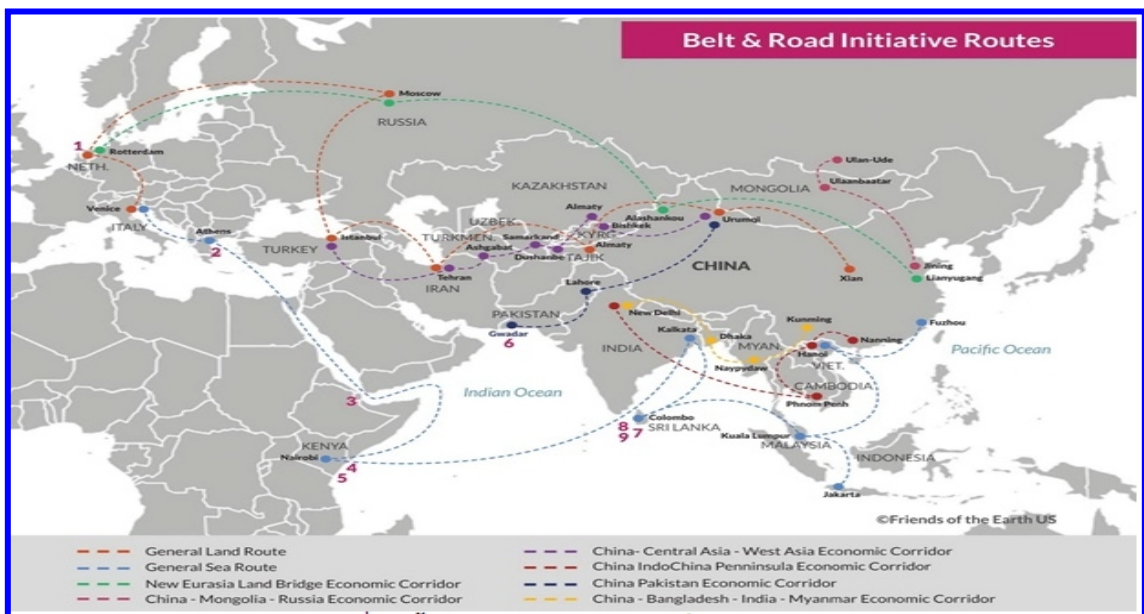 Belt & Road Initiative Routes
Moscow
RUSSIA
1
Rotterdam
NETH.
Ulan-Ude
Ulaanbaatar
MONGOLIA
KAZAKHSTAN
Venice
ITALY
Almaty
Alashankou
Urumqi
UZBEK
Bishkek
KYRG
Athens
2
Istanbul
TURKEY
TURKMEN.
Samarkand
Ashgabat
Dushanbe
Almaty
TAJIK
Tehran
IRAN
CHINA
Xian
Jining
Lianyugang
Lahore
PAKISTAN
Gwadar
6
New Delhi
INDIA
Kalkata
Dhaka
MYAN.
Naypydaw
Kunming
Hanoi
VIET.
Nanning
Fuzhou
Pacific Ocean
CAMBODIA
Phnom Penh
3
Indian Ocean
8
9
7
Colombo
SRI LANKA
Kuala Lumpur
MALAYSIA
INDONESIA
KENYA
Nairobi
4
5
Jakarta
©Friends of the Earth US
General Land Route
General Sea Route
New Eurasia Land Bridge Economic Corridor
China - Mongolia - Russia Economic Corridor
China- Central Asia - West Asia Economic Corridor
China IndoChina Penninsula Economic Corridor
China Pakistan Economic Corridor
China - Bangladesh - India - Myanmar Economic Corridor